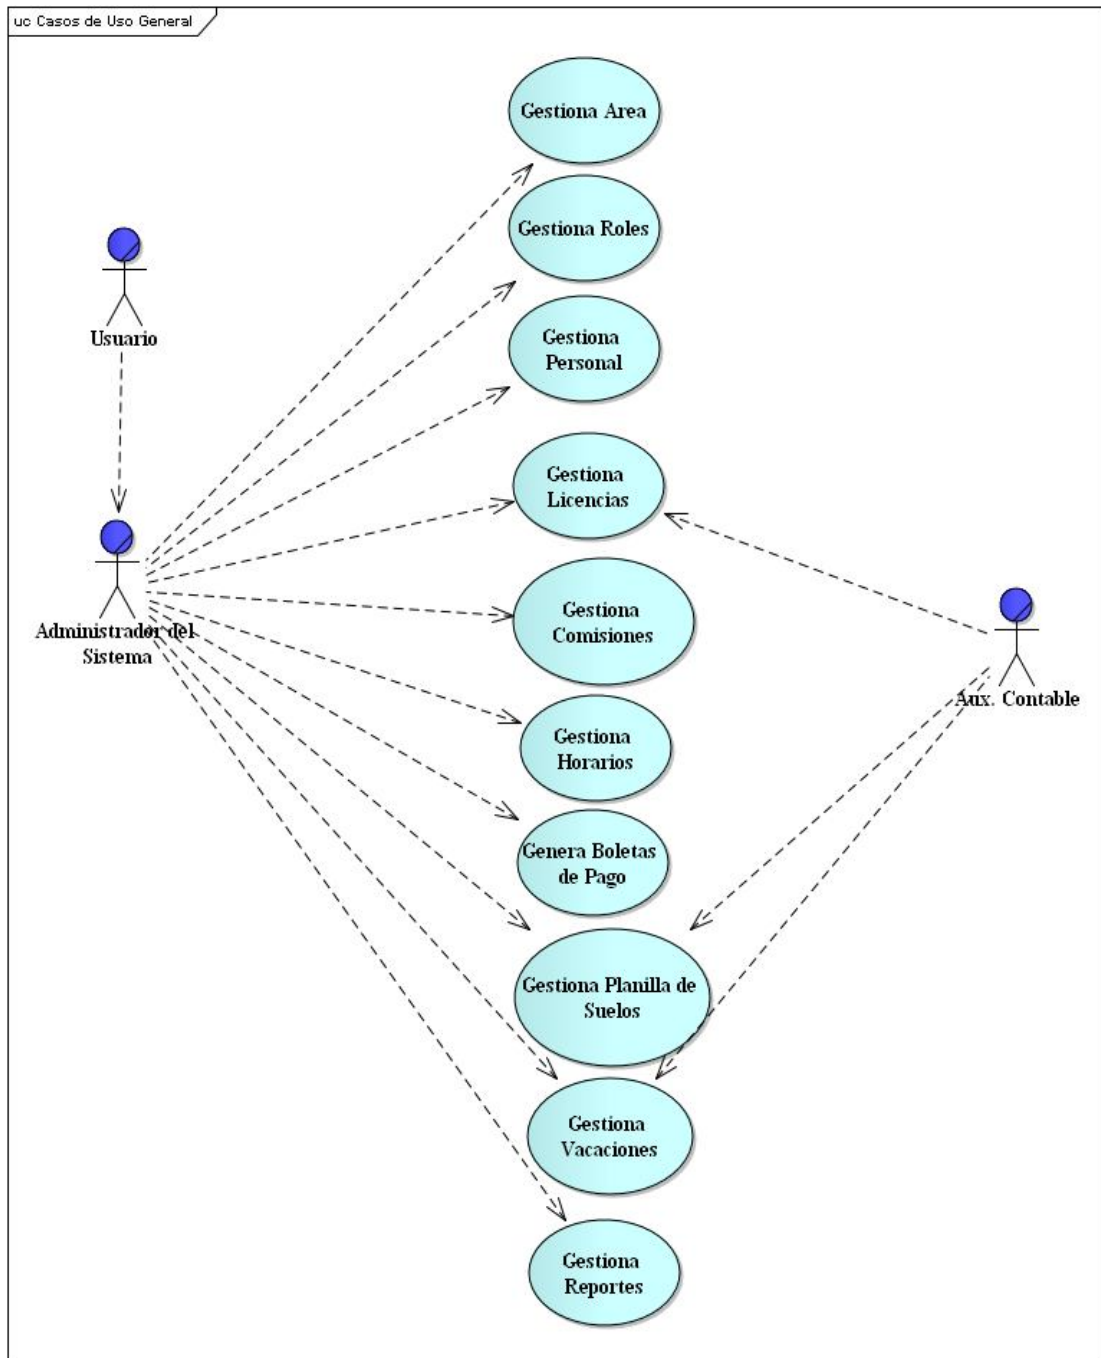 uc Casos de Uso General
Gestiona Area
Gestiona Roles
Usuario
Gestiona
Personal
Gestiona
Licencias
Administrador del
Sistema
Gestiona
Comisiones
Aux. Contable
Gestiona
Horarios
Genera Boletas
de Pago
Gestiona Planilla de
Suelos
Gestiona
Vacaciones
Gestiona
Reportes